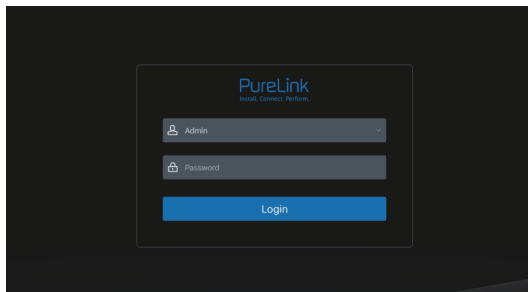 PureLink
Install. Connect. Perform.
Admin
Password
Login